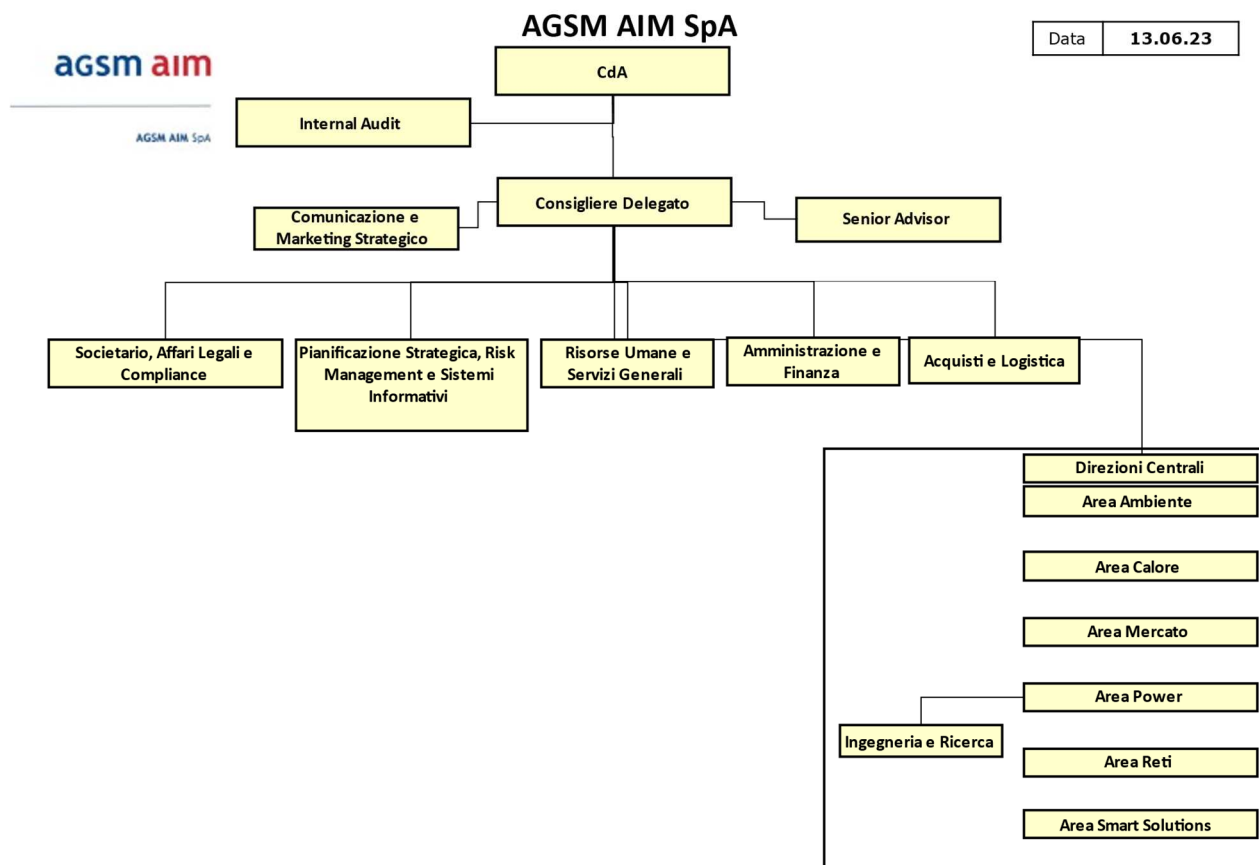 AGSM AIM SpA
Data 13.06.23
aGsm aım
AGSM AIM SpA
CdA
Internal Audit
Consigliere Delegato
Comunicazione e
Marketing Strategico
Senior Advisor
Societario, Affari Legali e
Compliance
Pianificazione Strategica, Risk
Management e Sistemi
Informativi
Risorse Umane e
Servizi Generali
Amministrazione e
Finanza
Acquisti e Logistica
Direzioni Centrali
Area Ambiente
Area Calore
Area Mercato
Area Power
Ingegneria e Ricerca
Area Reti
Area Smart Solutions